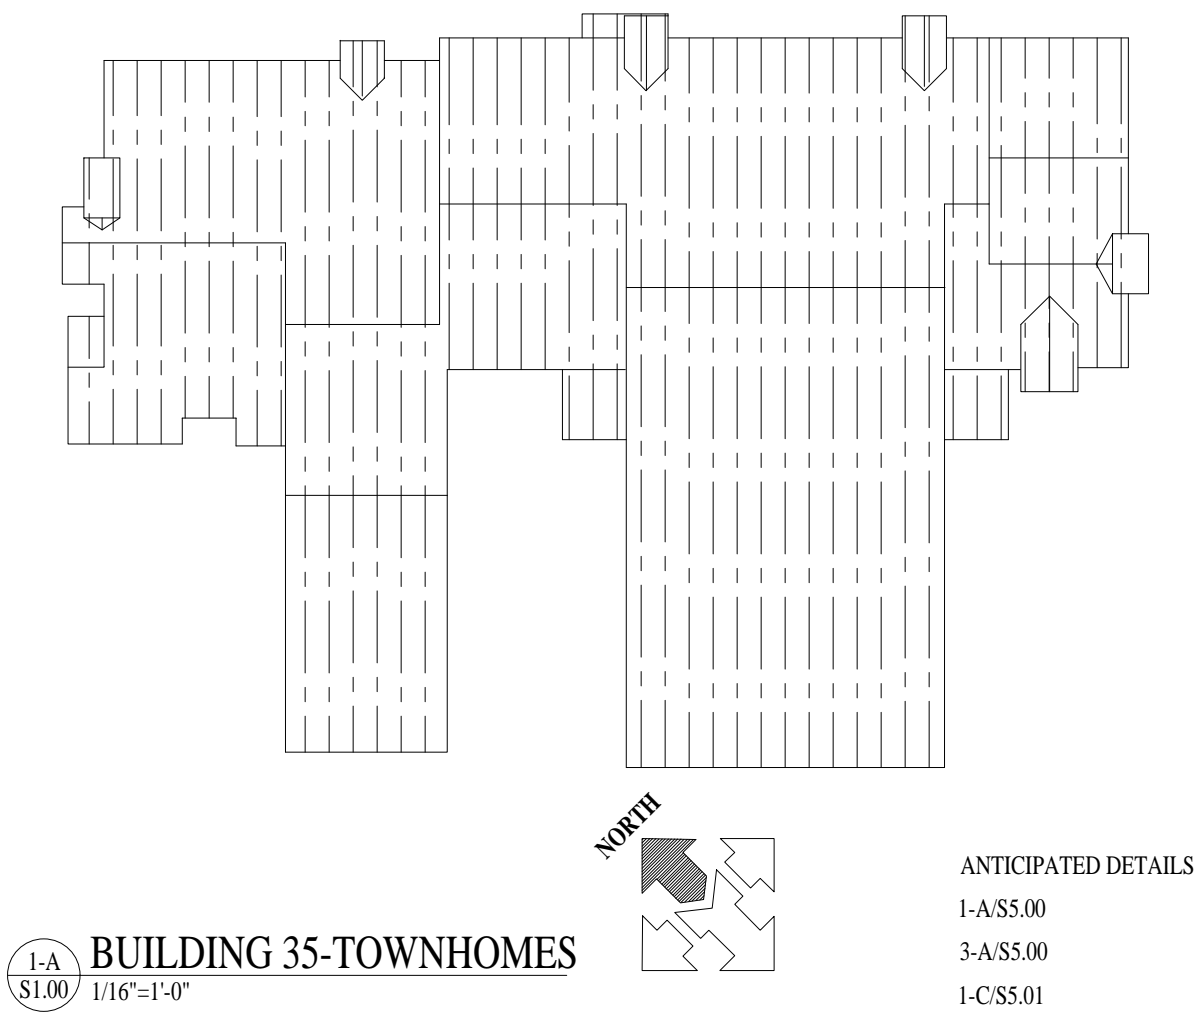 NORTH
ANTICIPATED DETAILS
1-A/S5.00
3-A/S5.00
1-C/S5.01
1-A
S1.00
BUILDING 35-TOWNHOMES
1/16"=1'-0"